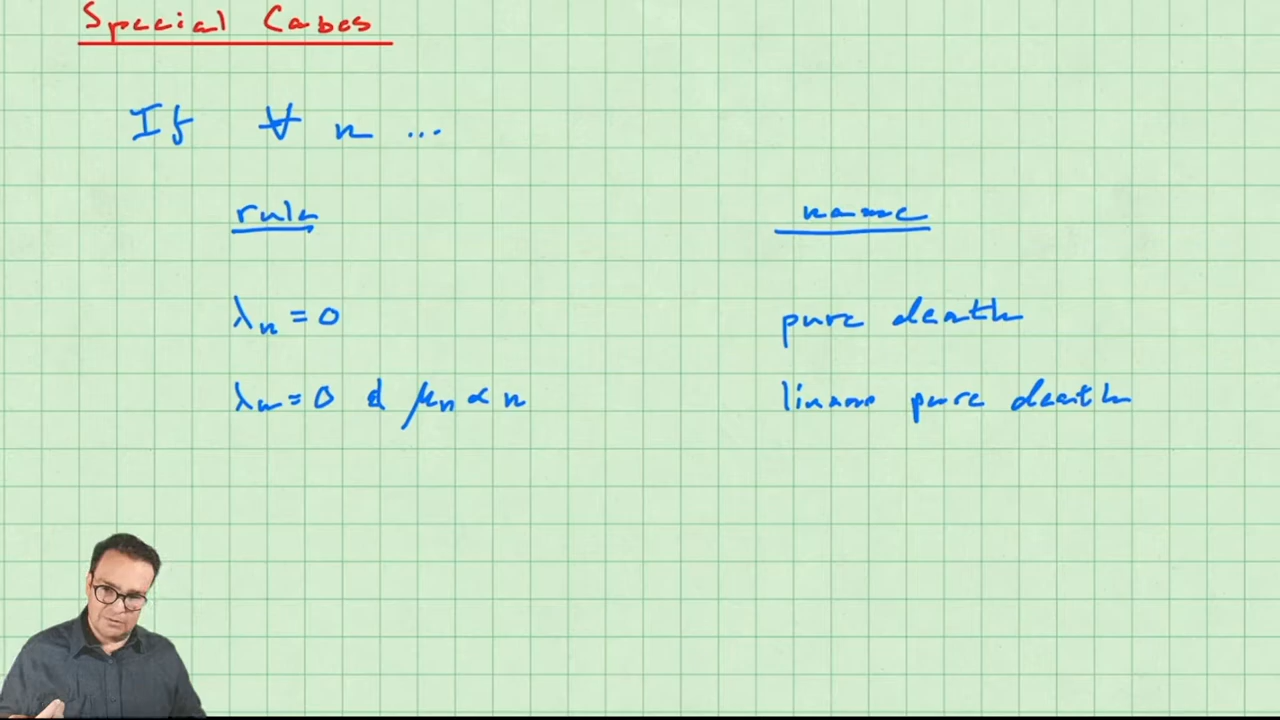 Special Cases
If ∀ n ...
rule name
λn = 0 pure death
λn = 0 & μn ∝ n linear pure death